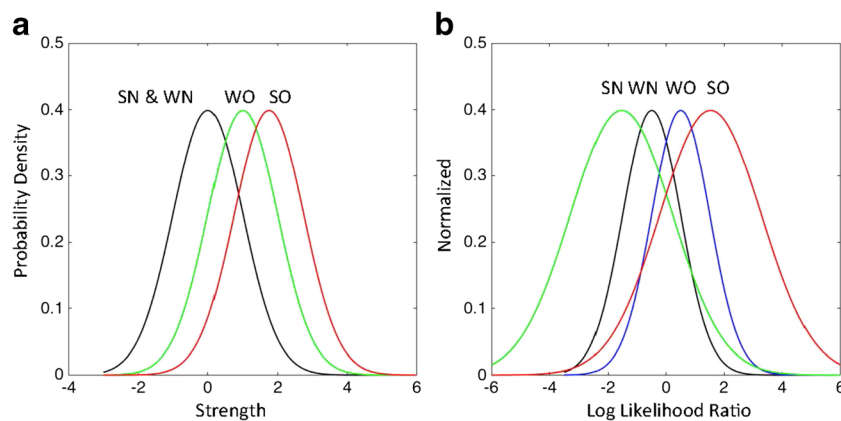 a
0.5
SN & WN WO SO
0.4
0.3
0.2
0.1
0
Probability Density
-4 -2 0 2 4 6
Strength
b
0.5
SN WN WO SO
0.4
0.3
0.2
0.1
0
Normalized
-6 -4 -2 0 2 4 6
Log Likelihood Ratio